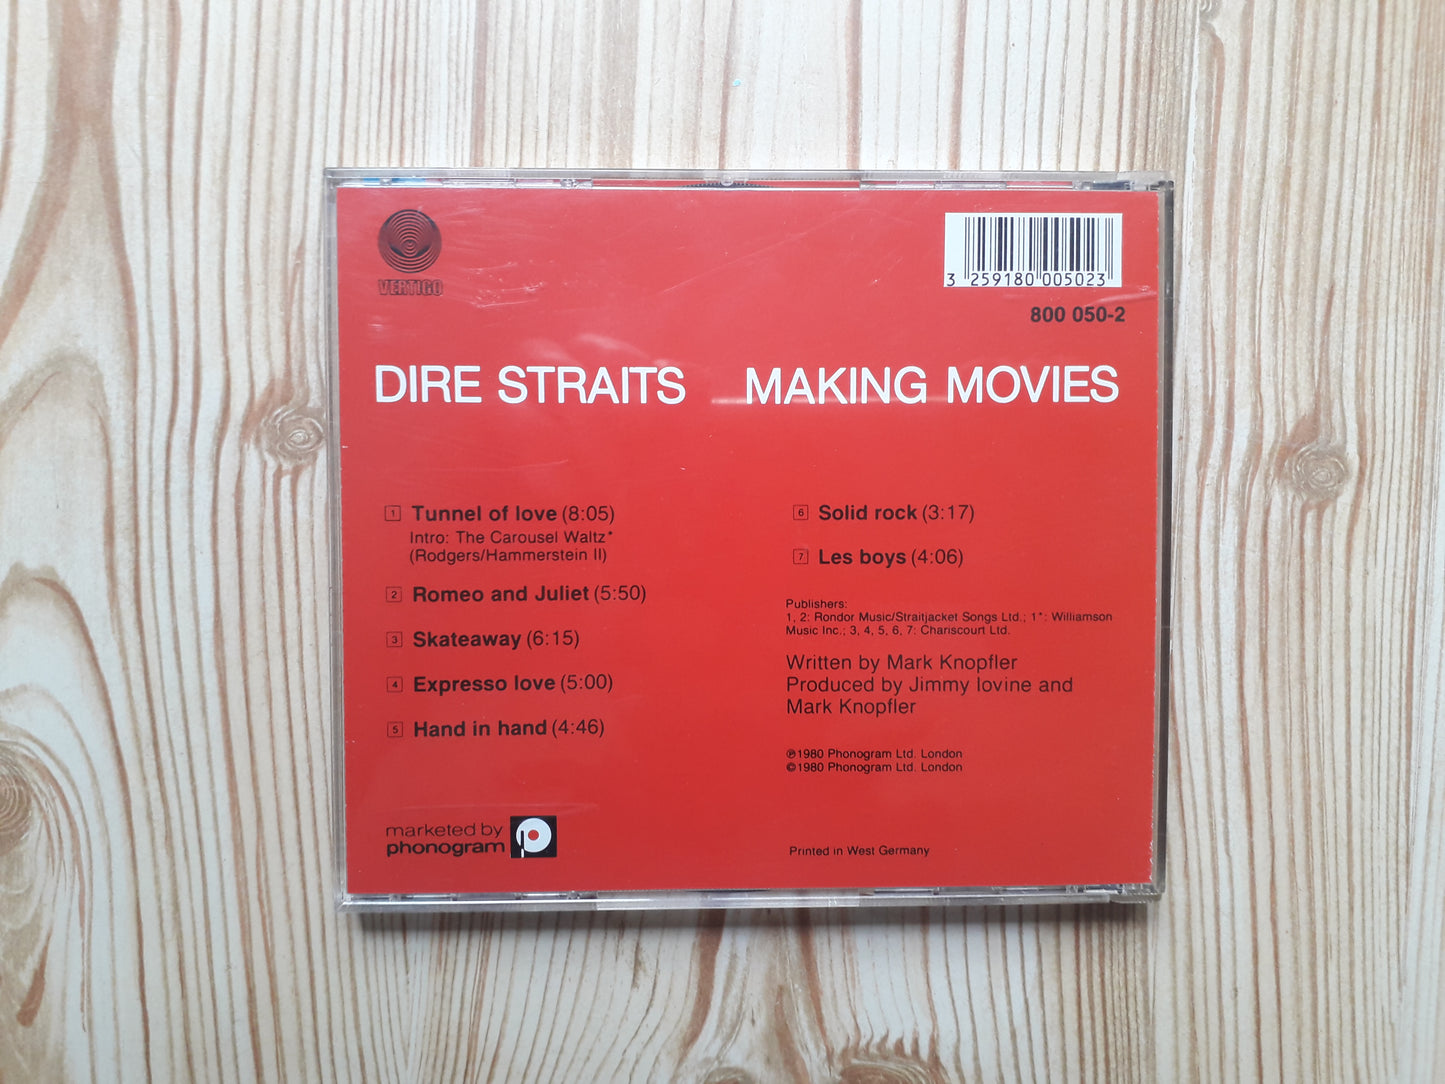 VERTIGO
3 259180 005023
800 050-2
DIRE STRAITS MAKING MOVIES
1 Tunnel of love (8:05)
Intro: The Carousel Waltz*
(Rodgers/Hammerstein II)
2 Romeo and Juliet (5:50)
3 Skateaway (6:15)
4 Expresso love (5:00)
5 Hand in hand (4:46)
6 Solid rock (3:17)
7 Les boys (4:06)
Publishers:
1, 2: Rondor Music/Straitjacket Songs Ltd.; 1*: Williamson
Music Inc.; 3, 4, 5, 6, 7: Chariscourt Ltd.
Written by Mark Knopfler
Produced by Jimmy Iovine and
Mark Knopfler
℗1980 Phonogram Ltd. London
©1980 Phonogram Ltd. London
marketed by
phonogram
Printed in West Germany